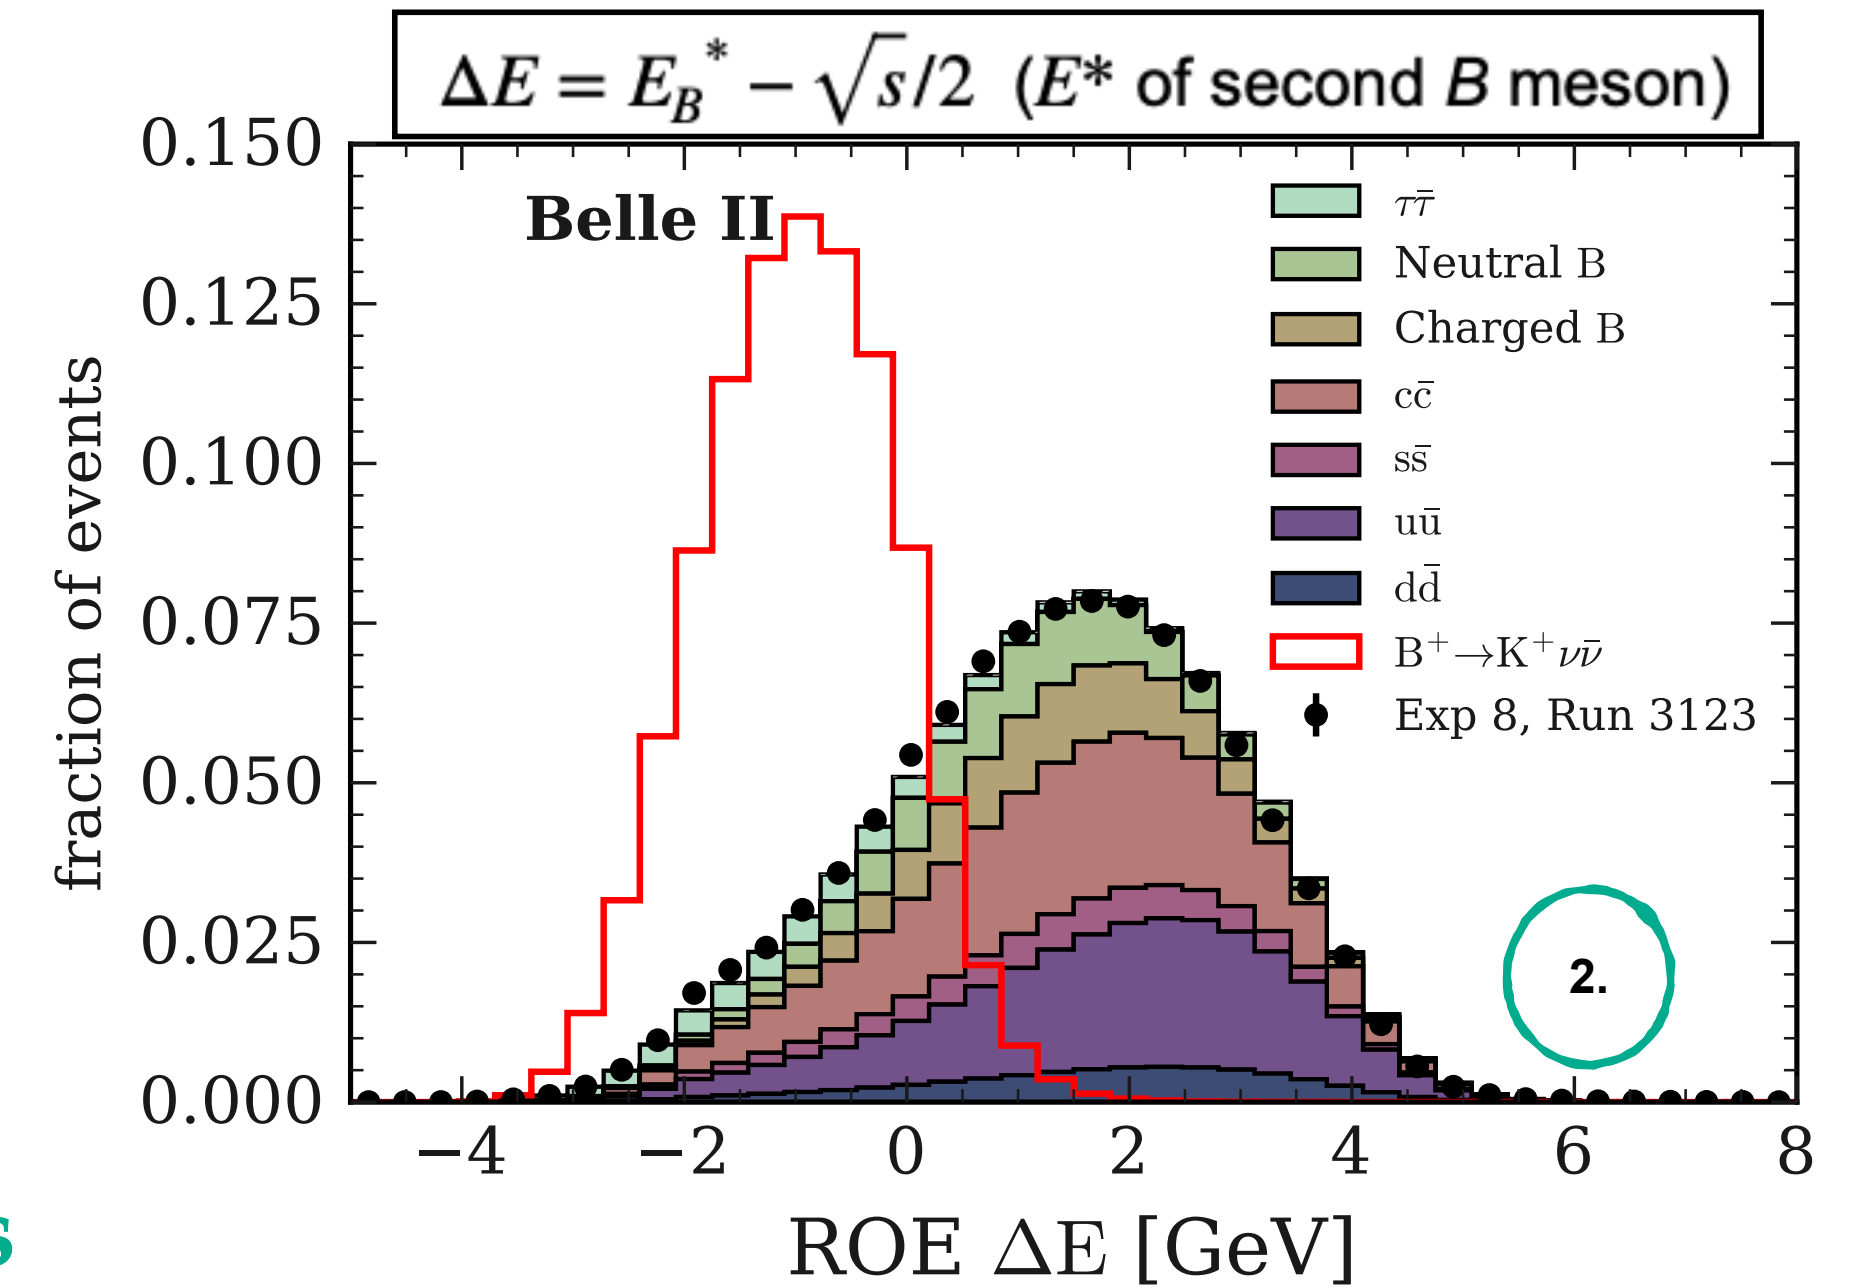 ΔE = E_B* − √s/2 (E* of second B meson)
0.150
0.125
0.100
0.075
0.050
0.025
0.000
fraction of events
Belle II
ττ̄
Neutral B
Charged B
cc̄
ss̄
uū
dd̄
B⁺→K⁺νν̄
Exp 8, Run 3123
2.
−4 −2 0 2 4 6 8
ROE ΔE [GeV]
s